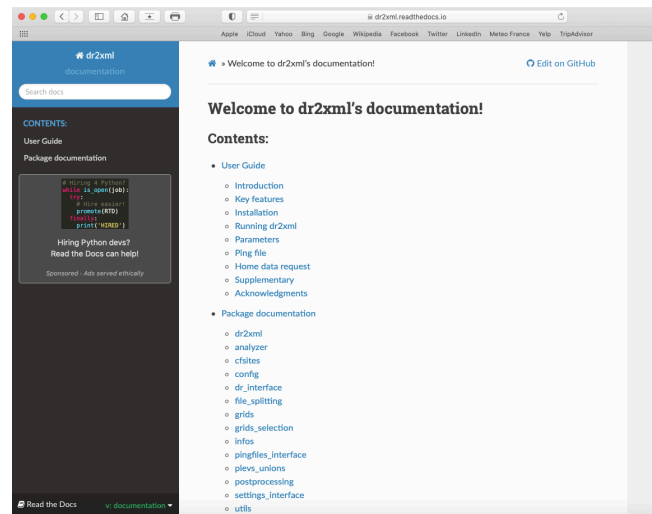 dr2xml.readthedocs.io
Apple iCloud Yahoo Bing Google Wikipedia Facebook Twitter LinkedIn Meteo France Yelp TripAdvisor
dr2xml
documentation
Search docs
CONTENTS:
User Guide
Package documentation
# Hiring 4 Python?
while is_open(job):
try:
# Hire easier!
promote(RTD)
finally:
print('HIRED')
Hiring Python devs?
Read the Docs can help!
Sponsored · Ads served ethically
Read the Docs
v: documentation
» Welcome to dr2xml's documentation!
Edit on GitHub
Welcome to dr2xml's documentation!
Contents:
• User Guide
◦ Introduction
◦ Key features
◦ Installation
◦ Running dr2xml
◦ Parameters
◦ Ping file
◦ Home data request
◦ Supplementary
◦ Acknowledgments
• Package documentation
◦ dr2xml
◦ analyzer
◦ cfsites
◦ config
◦ dr_interface
◦ file_splitting
◦ grids
◦ grids_selection
◦ infos
◦ pingfiles_interface
◦ plevs_unions
◦ postprocessing
◦ settings_interface
◦ utils